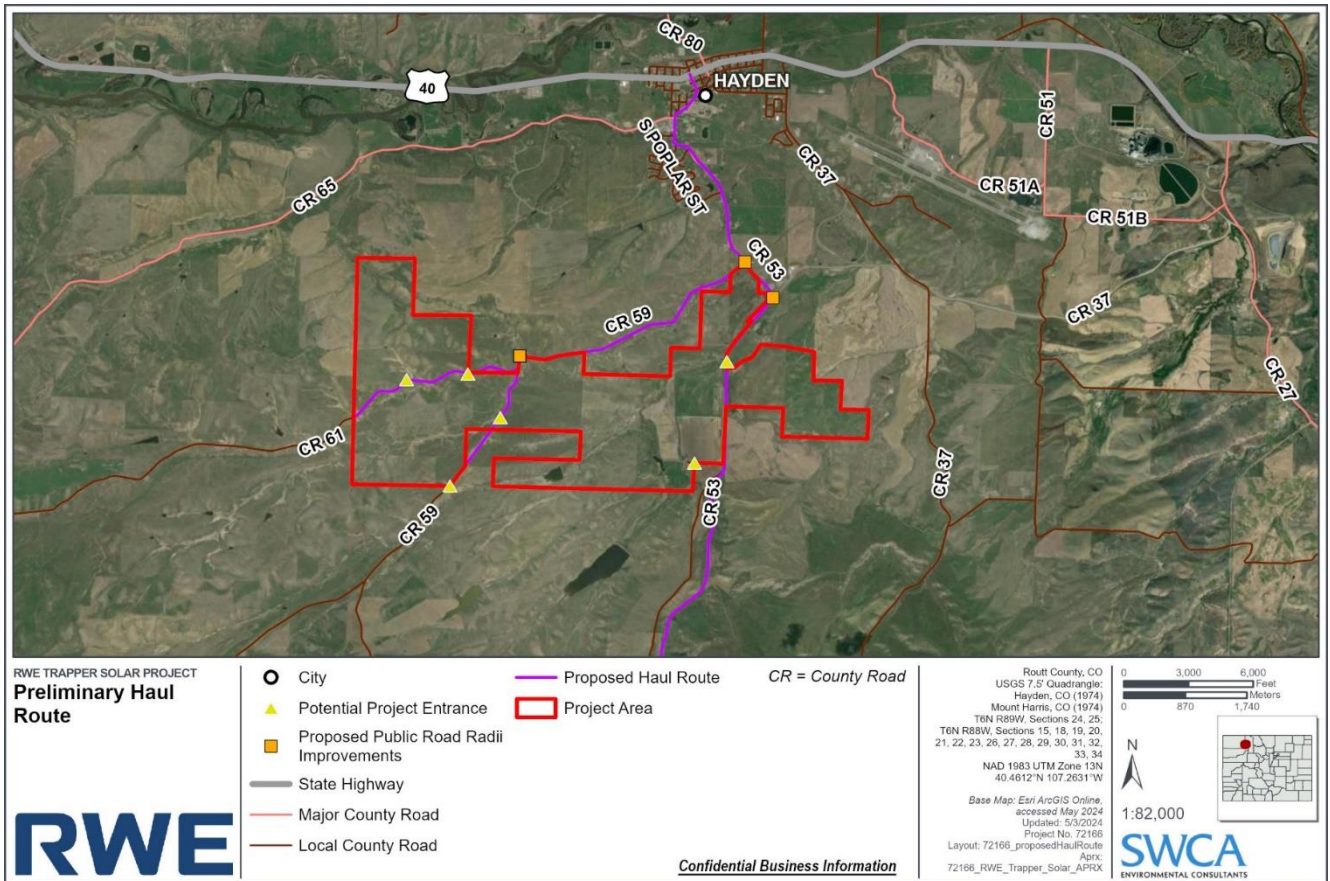 CR 80
HAYDEN
40
S POPLAR ST
CR 65
CR 37
CR 51
CR 51A
CR 51B
CR 53
CR 59
CR 37
CR 27
CR 61
CR 59
CR 53
CR 37
RWE TRAPPER SOLAR PROJECT
Preliminary Haul
Route
RWE
City
Potential Project Entrance
Proposed Public Road Radii
Improvements
State Highway
Major County Road
Local County Road
Proposed Haul Route
Project Area
CR = County Road
Confidential Business Information
Routt County, CO
USGS 7.5' Quadrangle:
Hayden, CO (1974)
Mount Harris, CO (1974)
T6N R89W, Sections 24, 25;
T6N R88W, Sections 15, 18, 19, 20,
21, 22, 23, 26, 27, 28, 29, 30, 31, 32,
33, 34
NAD 1983 UTM Zone 13N
40.4612°N 107.2631°W
Base Map: Esri ArcGIS Online,
accessed May 2024
Updated: 5/3/2024
Project No. 72166
Layout: 72166_proposedHaulRoute
Aprx:
72166_RWE_Trapper_Solar_APRX
0 3,000 6,000
Feet
Meters
0 870 1,740
N
1:82,000
SWCA
ENVIRONMENTAL CONSULTANTS